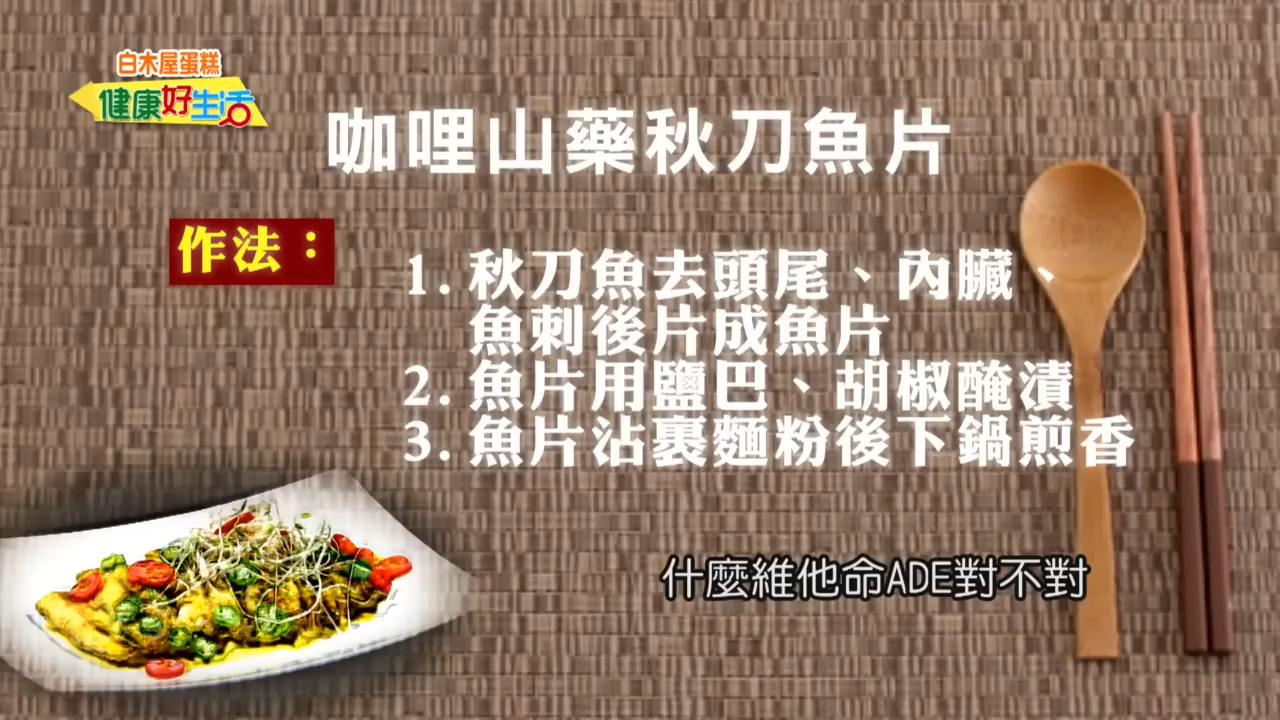 白木屋蛋糕
健康好生活
咖哩山藥秋刀魚片
作法：
1. 秋刀魚去頭尾、內臟、
魚刺後片成魚片
2. 魚片用鹽巴、胡椒醃漬
3. 魚片沾裹麵粉後下鍋煎香
什麼維他命ADE對不對